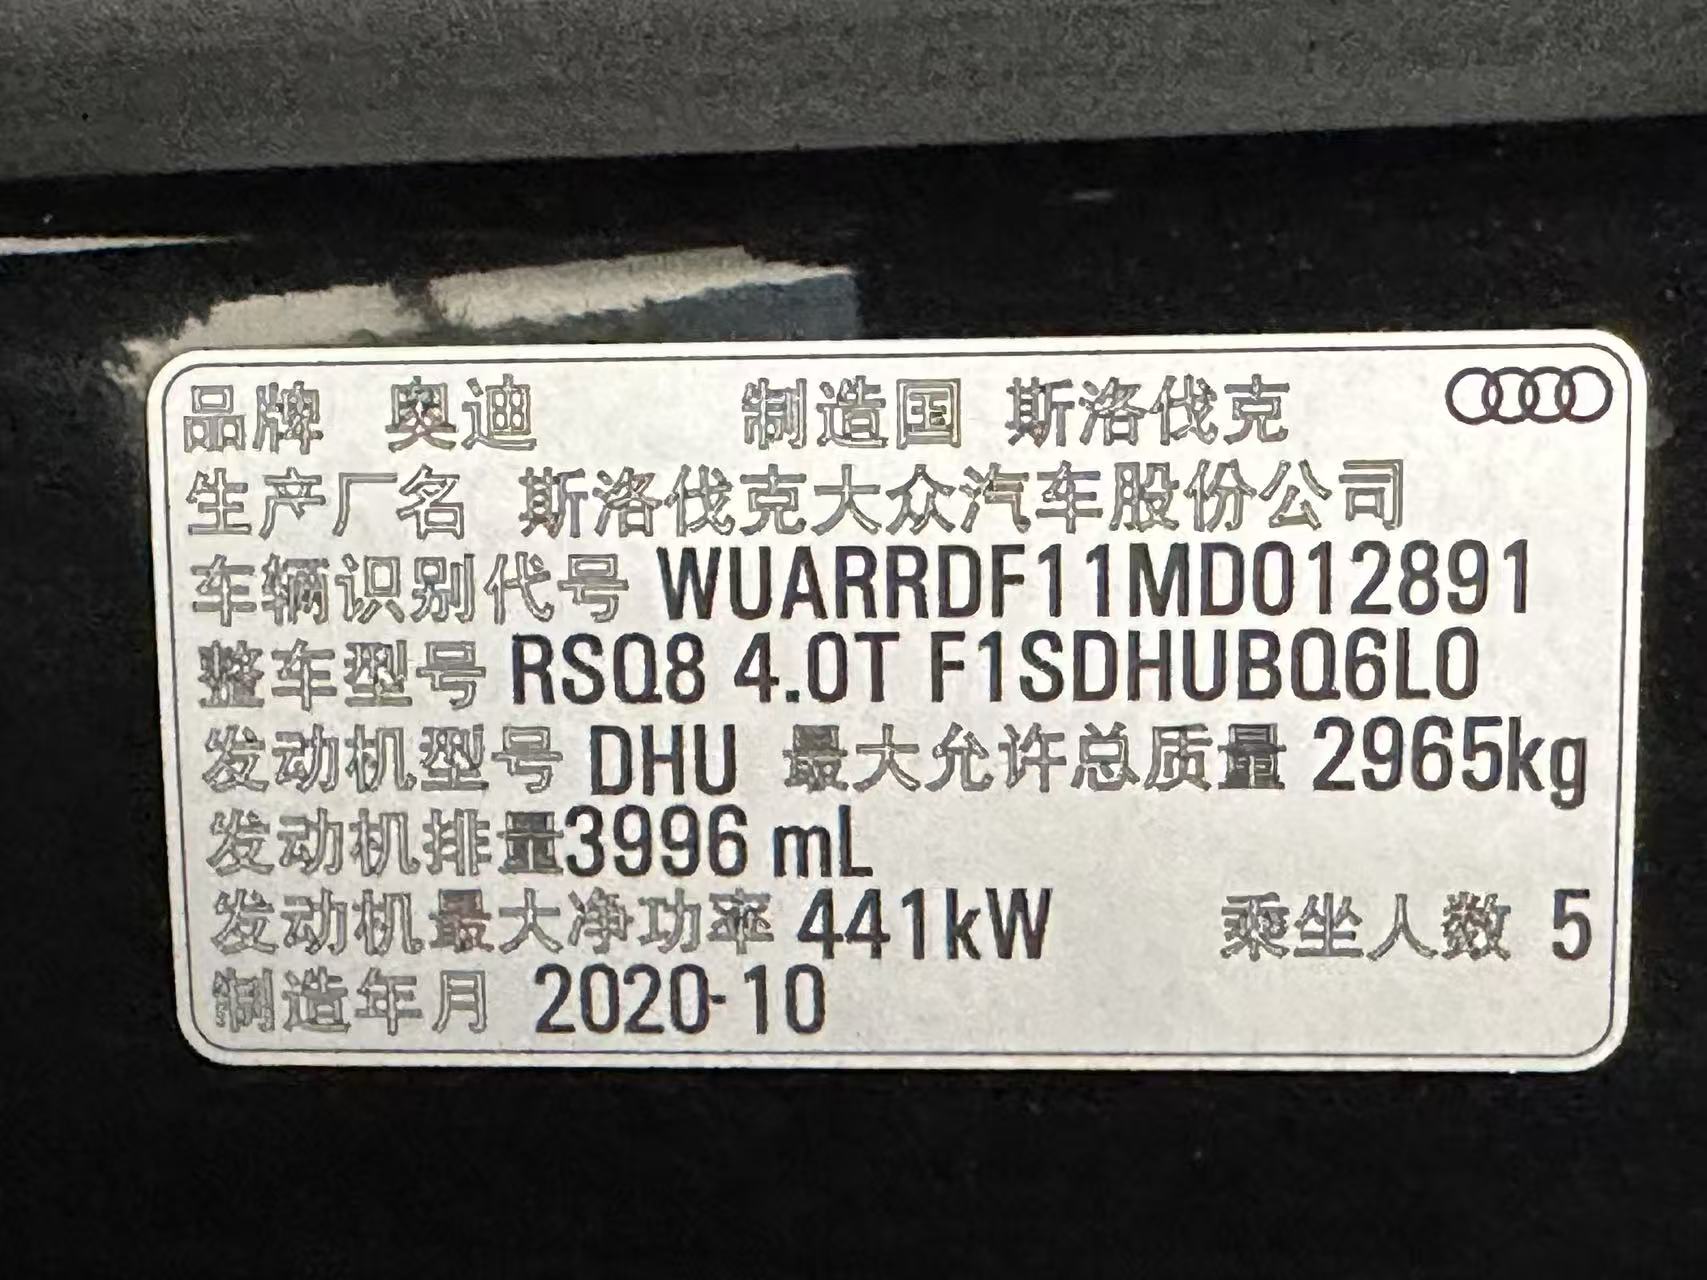 品牌 奥迪 制造国 斯洛伐克
生产厂名 斯洛伐克大众汽车股份公司
车辆识别代号 WUARRDF11MD012891
整车型号 RSQ8 4.0T F1SDHUBQ6L0
发动机型号 DHU 最大允许总质量 2965kg
发动机排量3996 mL
发动机最大净功率 441kW 乘坐人数 5
制造年月 2020-10